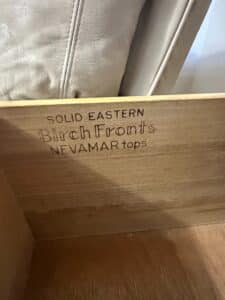 SOLID EASTERN
Birch Fronts
NEVAMAR tops